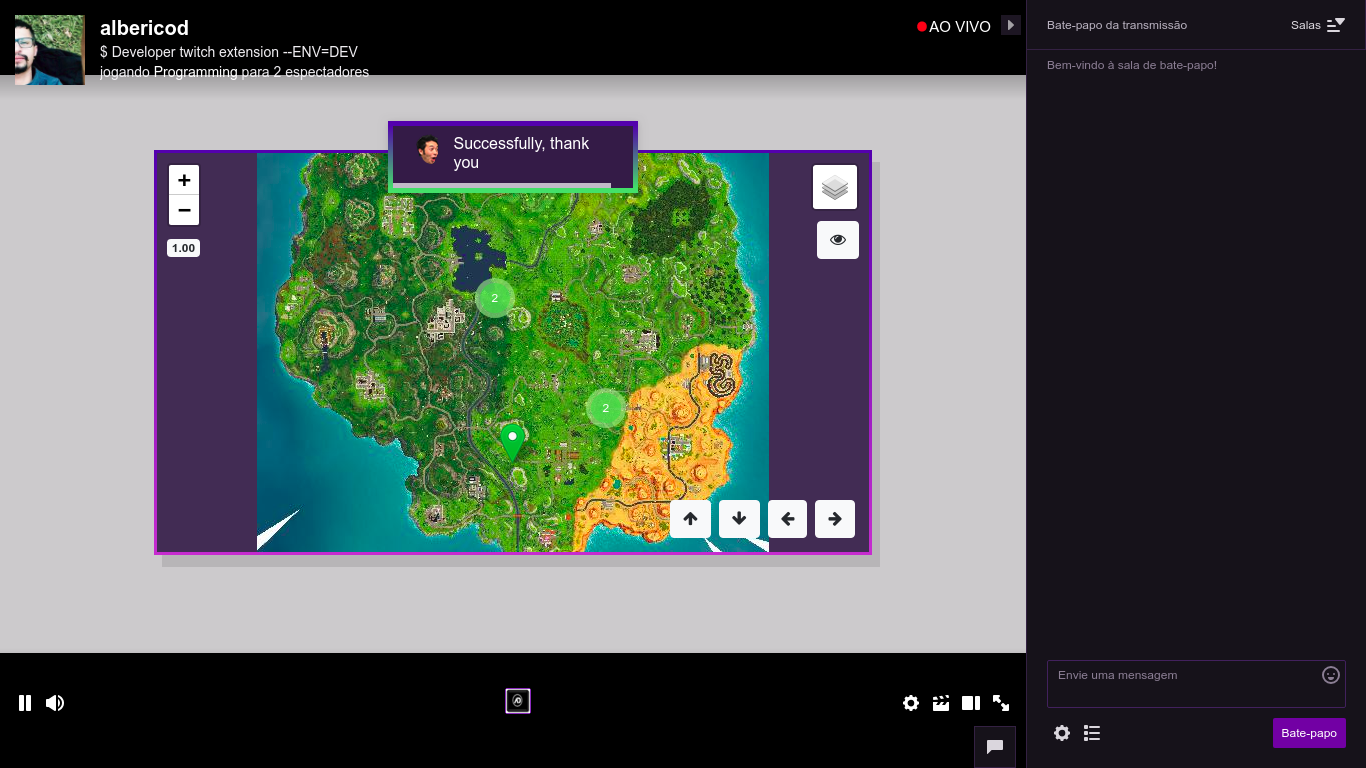 albericod
$ Developer twitch extension --ENV=DEV
jogando Programming para 2 espectadores
AO VIVO
Bate-papo da transmissão
Salas
Bem-vindo à sala de bate-papo!
Successfully, thank
you
+
−
1.00
2
2
Envie uma mensagem
Bate-papo